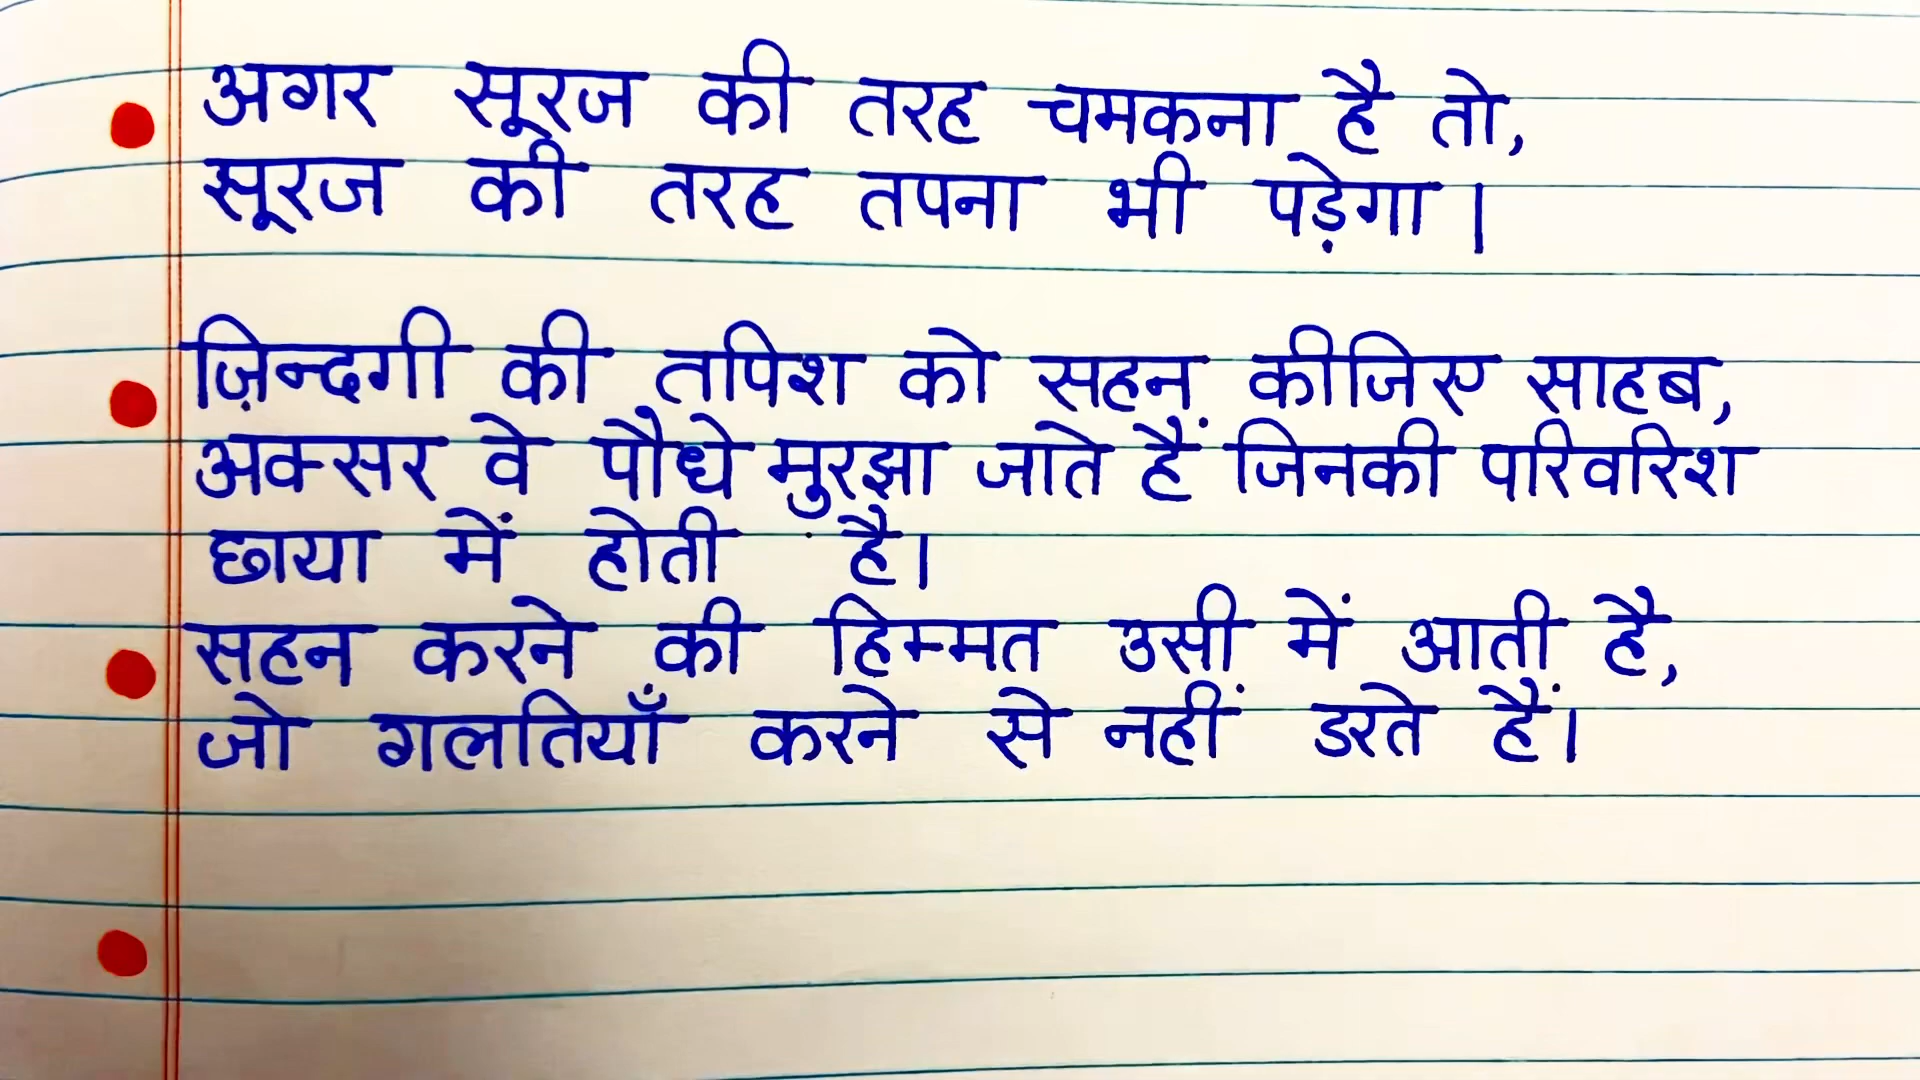 अगर सूरज की तरह चमकना है तो,
सूरज की तरह तपना भी पड़ेगा।
ज़िन्दगी की तपिश को सहन कीजिए साहब,
अक्सर वे पौधे मुरझा जाते हैं जिनकी परिवरिश
छाया में होती है।
सहन करने की हिम्मत उसी में आती है,
जो गलतियाँ करने से नहीं डरते हैं।